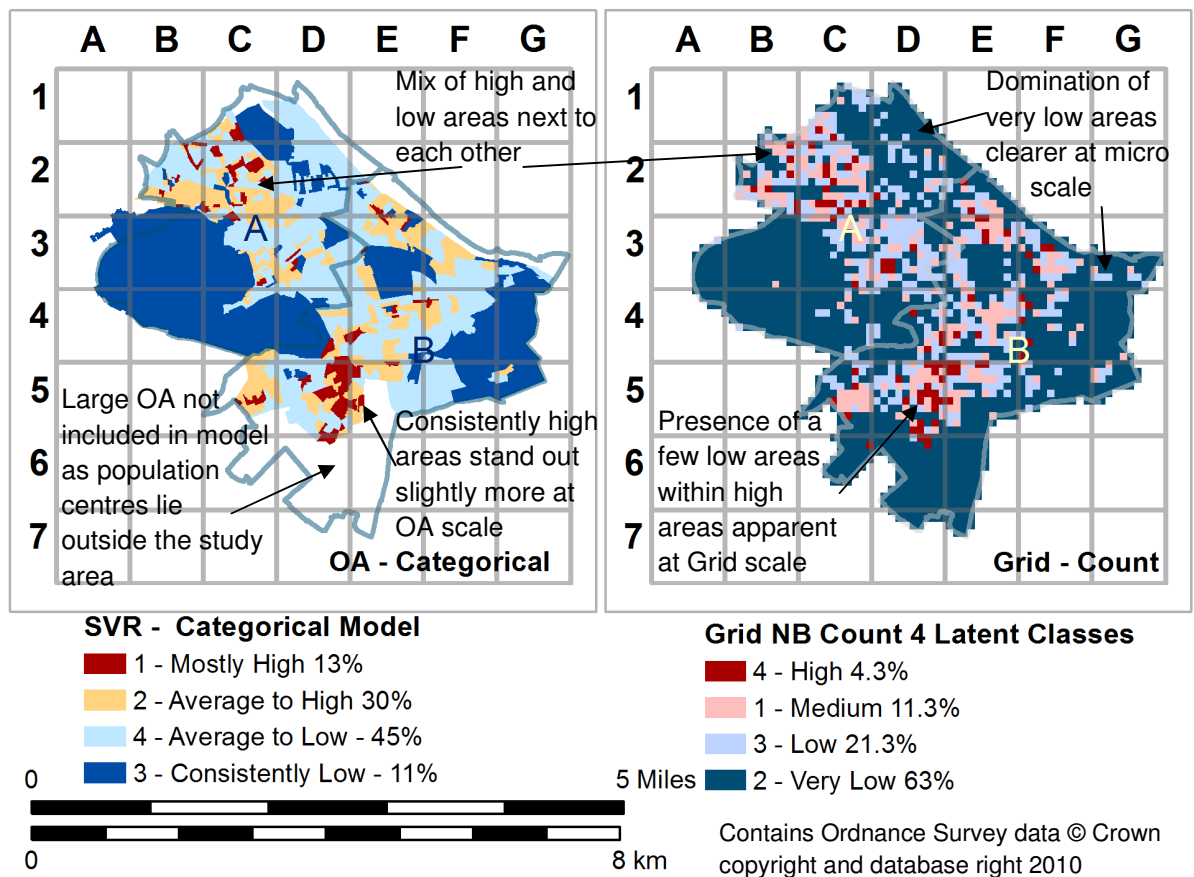 A B C D E F G
1
2
3
4
5
6
7
Mix of high and
low areas next to
each other
A
B
Large OA not
included in model
as population
centres lie
outside the study
area
Consistently high
areas stand out
slightly more at
OA scale
OA - Categorical
A B C D E F G
1
2
3
4
5
6
7
Domination of
very low areas
clearer at micro
scale
A
B
Presence of a
few low areas
within high
areas apparent
at Grid scale
Grid - Count
SVR - Categorical Model
1 - Mostly High 13%
2 - Average to High 30%
4 - Average to Low - 45%
3 - Consistently Low - 11%
0 5 Miles
0 8 km
Grid NB Count 4 Latent Classes
4 - High 4.3%
1 - Medium 11.3%
3 - Low 21.3%
2 - Very Low 63%
Contains Ordnance Survey data © Crown
copyright and database right 2010